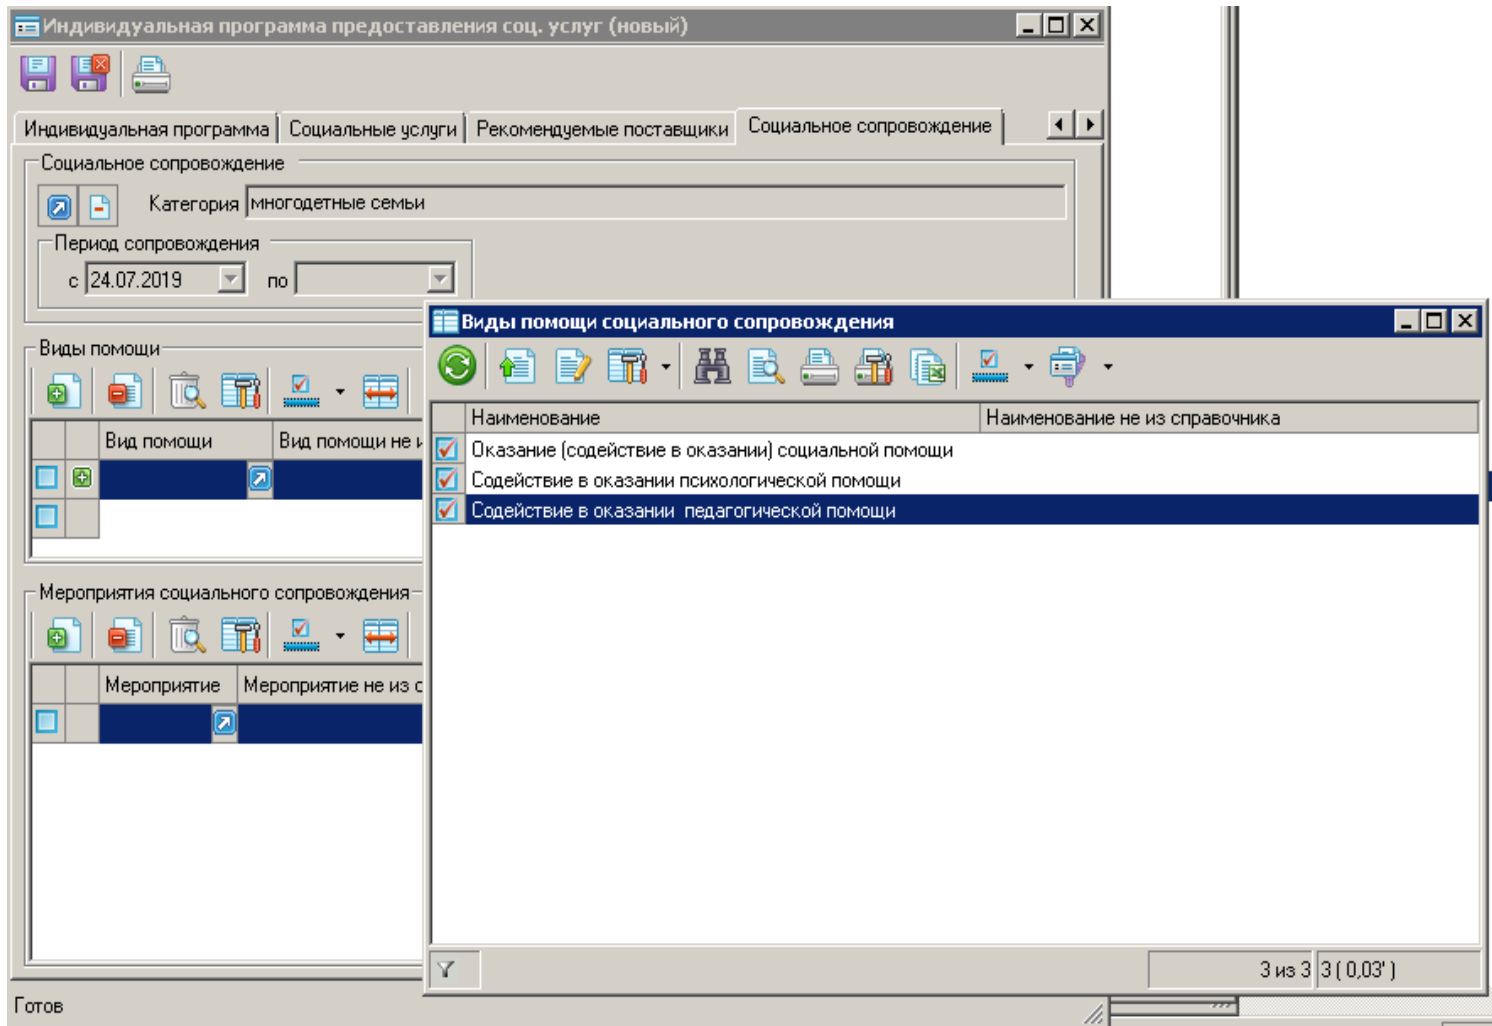 Индивидуальная программа предоставления соц. услуг (новый)
Индивидуальная программа
Социальные услуги
Рекомендуемые поставщики
Социальное сопровождение
Социальное сопровождение
Категория многодетные семьи
Период сопровождения
с 24.07.2019 по
Виды помощи
Вид помощи
Вид помощи не и
Мероприятия социального сопровождения
Мероприятие
Мероприятие не из с
Готов
Виды помощи социального сопровождения
Наименование
Наименование не из справочника
Оказание (содействие в оказании) социальной помощи
Содействие в оказании психологической помощи
Содействие в оказании  педагогической помощи
3 из 3
3 ( 0,03' )